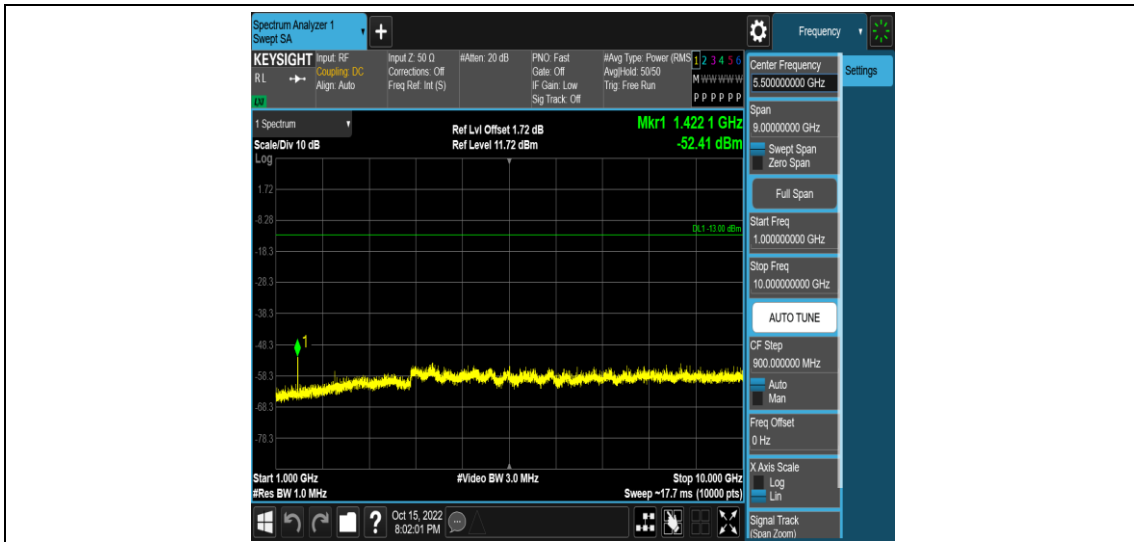 Spectrum Analyzer 1
Swept SA
+
Frequency
KEYSIGHT
RL
LM
Input: RF
Coupling: DC
Align: Auto
Input Z: 50 Ω
Corrections: Off
Freq Ref: Int (S)
#Atten: 20 dB
PNO: Fast
Gate: Off
IF Gain: Low
Sig Track: Off
#Avg Type: Power (RMS
Avg|Hold: 50/50
Trig: Free Run
1 2 3 4 5 6
M W W W W W
P P P P P P
1 Spectrum
Scale/Div 10 dB
Ref Lvl Offset 1.72 dB
Ref Level 11.72 dBm
Mkr1 1.422 1 GHz
-52.41 dBm
Log
1.72
-8.28
DL1 -13.00 dBm
-18.3
-28.3
-38.3
-48.3
1
-58.3
-68.3
-78.3
Start 1.000 GHz
#Res BW 1.0 MHz
#Video BW 3.0 MHz
Stop 10.000 GHz
Sweep ~17.7 ms (10000 pts)
?
Oct 15, 2022
8:02:01 PM
Center Frequency
5.500000000 GHz
Settings
Span
9.00000000 GHz
Swept Span
Zero Span
Full Span
Start Freq
1.000000000 GHz
Stop Freq
10.000000000 GHz
AUTO TUNE
CF Step
900.000000 MHz
Auto
Man
Freq Offset
0 Hz
X Axis Scale
Log
Lin
Signal Track
(Span Zoom)